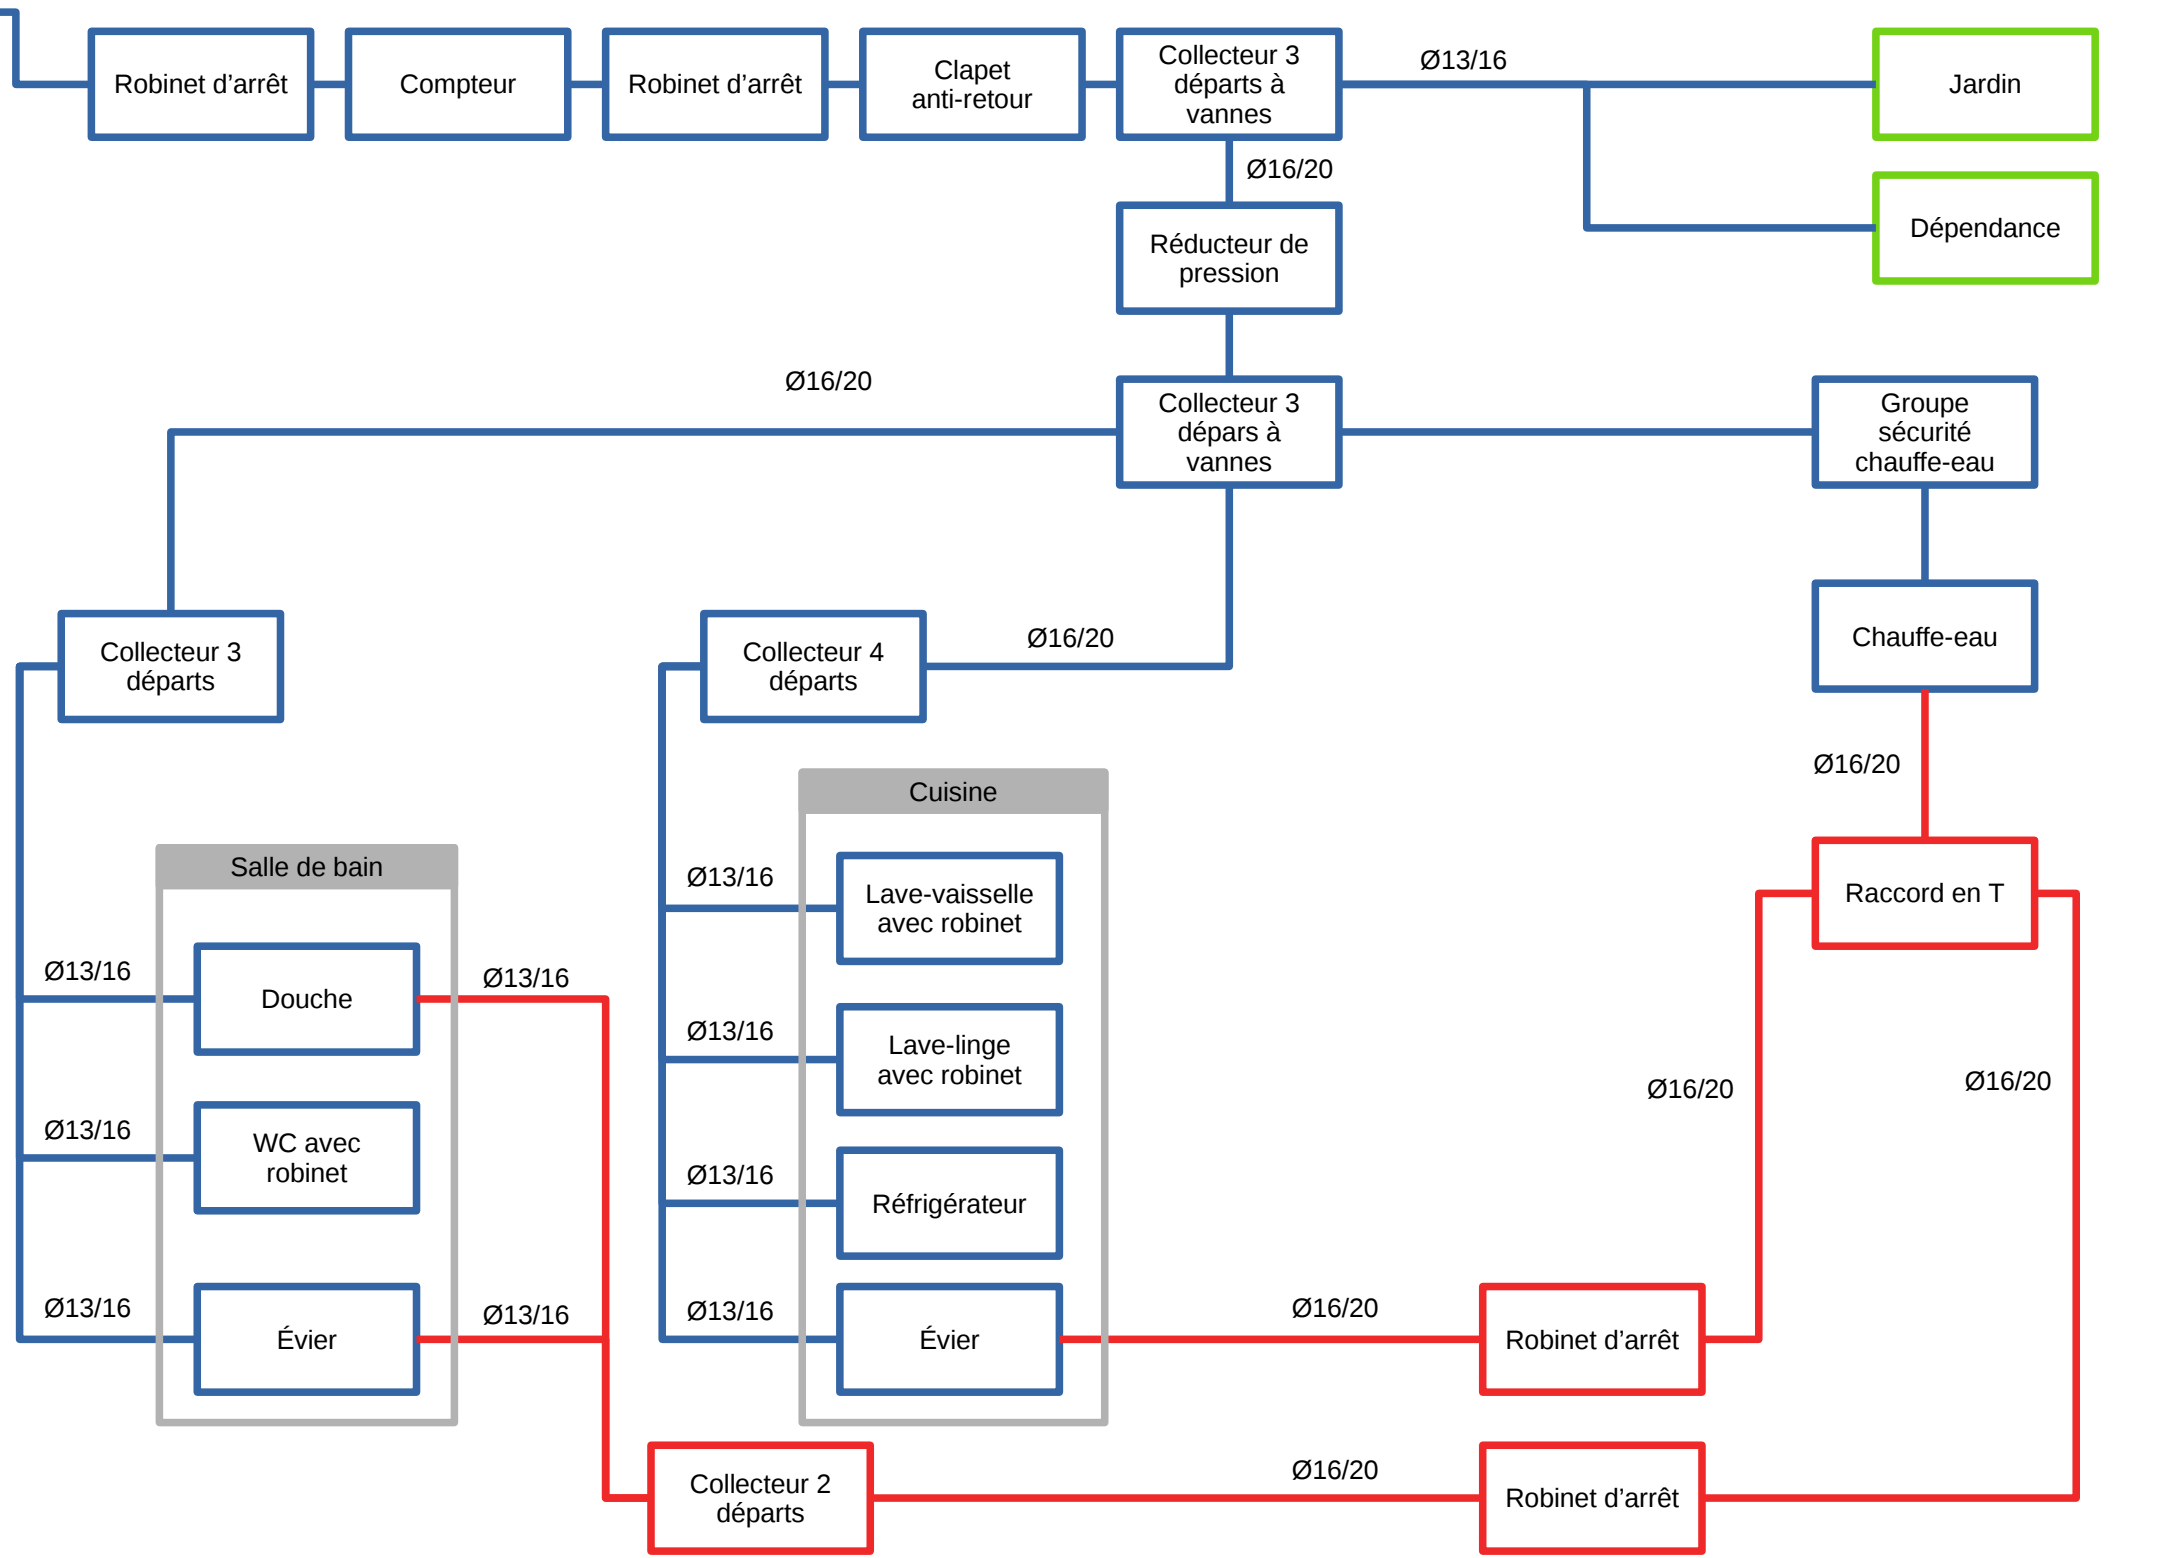 Robinet d’arrêt
Compteur
Robinet d’arrêt
Clapet
anti-retour
Collecteur 3
départs à
vannes
Ø13/16
Jardin
Ø16/20
Dépendance
Réducteur de
pression
Ø16/20
Collecteur 3
dépars à
vannes
Groupe
sécurité
chauffe-eau
Collecteur 3
départs
Collecteur 4
départs
Ø16/20
Chauffe-eau
Ø16/20
Cuisine
Salle de bain
Ø13/16
Lave-vaisselle
avec robinet
Raccord en T
Ø13/16
Douche
Ø13/16
Ø13/16
Lave-linge
avec robinet
Ø16/20
Ø16/20
Ø13/16
WC avec
robinet
Ø13/16
Réfrigérateur
Ø13/16
Évier
Ø13/16
Ø13/16
Évier
Ø16/20
Robinet d’arrêt
Collecteur 2
départs
Ø16/20
Robinet d’arrêt